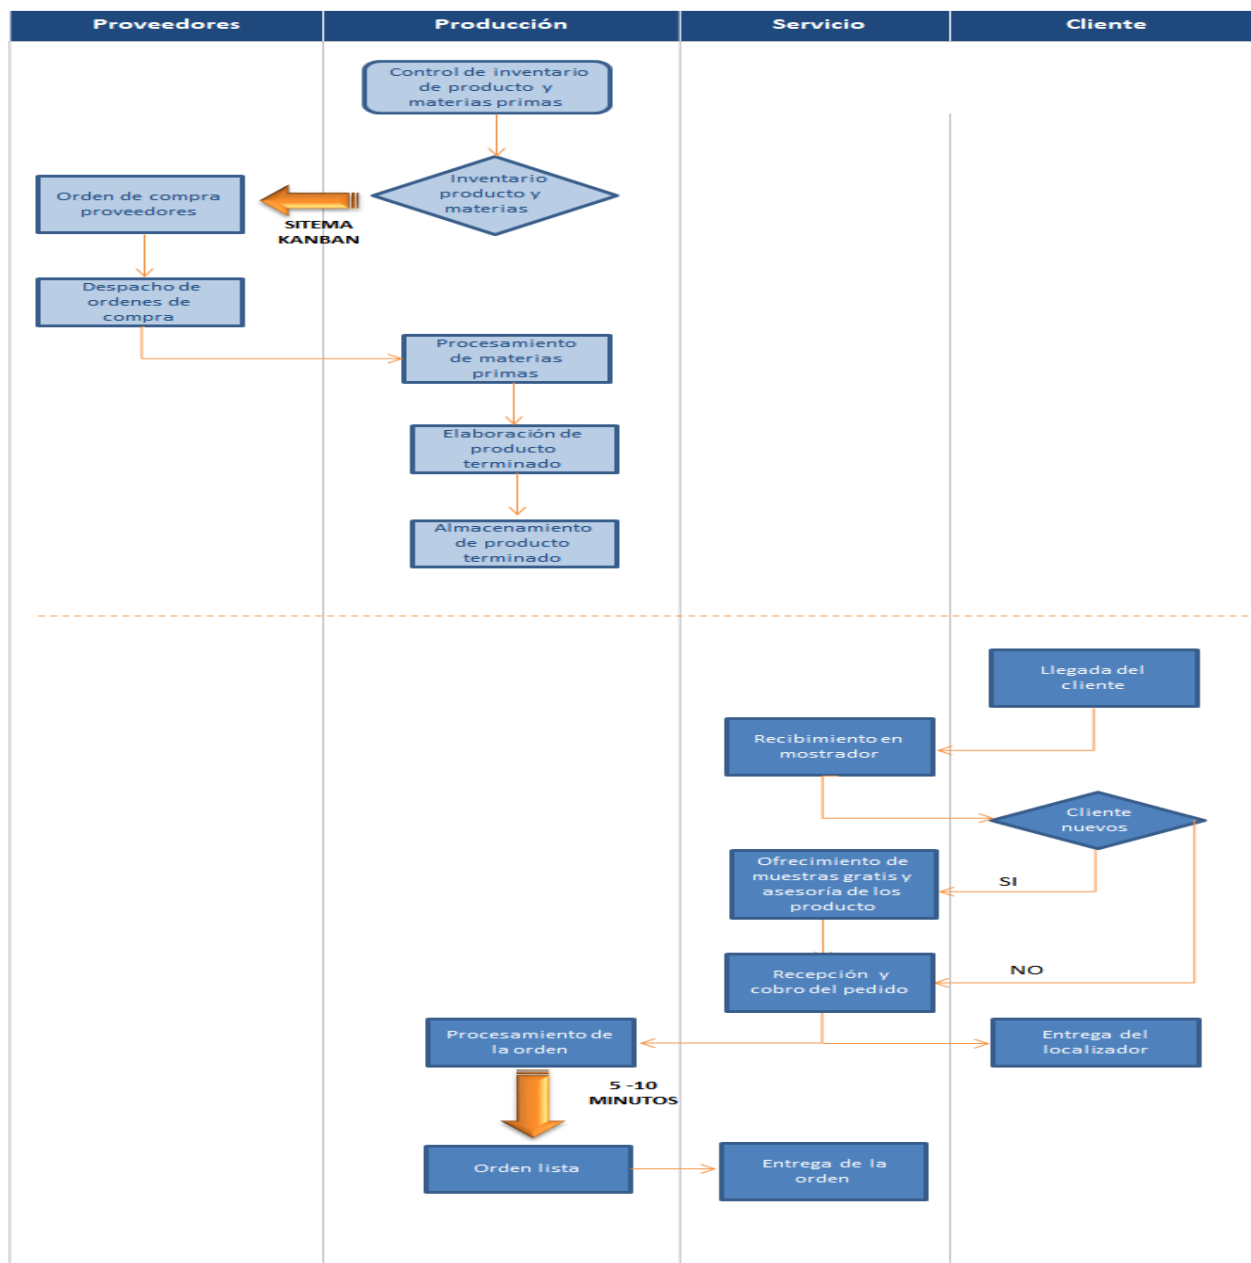 Proveedores
Producción
Servicio
Cliente
Control de inventario
de producto y
materias primas
Inventario
producto y
materias
SITEMA
KANBAN
Orden de compra
proveedores
Despacho de
ordenes de
compra
Procesamiento
de materias
primas
Elaboración de
producto
terminado
Almacenamiento
de producto
terminado
Llegada del
cliente
Recibimiento en
mostrador
Cliente
nuevos
SI
Ofrecimiento de
muestras gratis y
asesoría de los
producto
NO
Recepción y
cobro del pedido
Procesamiento de
la orden
Entrega del
localizador
5 -10
MINUTOS
Orden lista
Entrega de la
orden